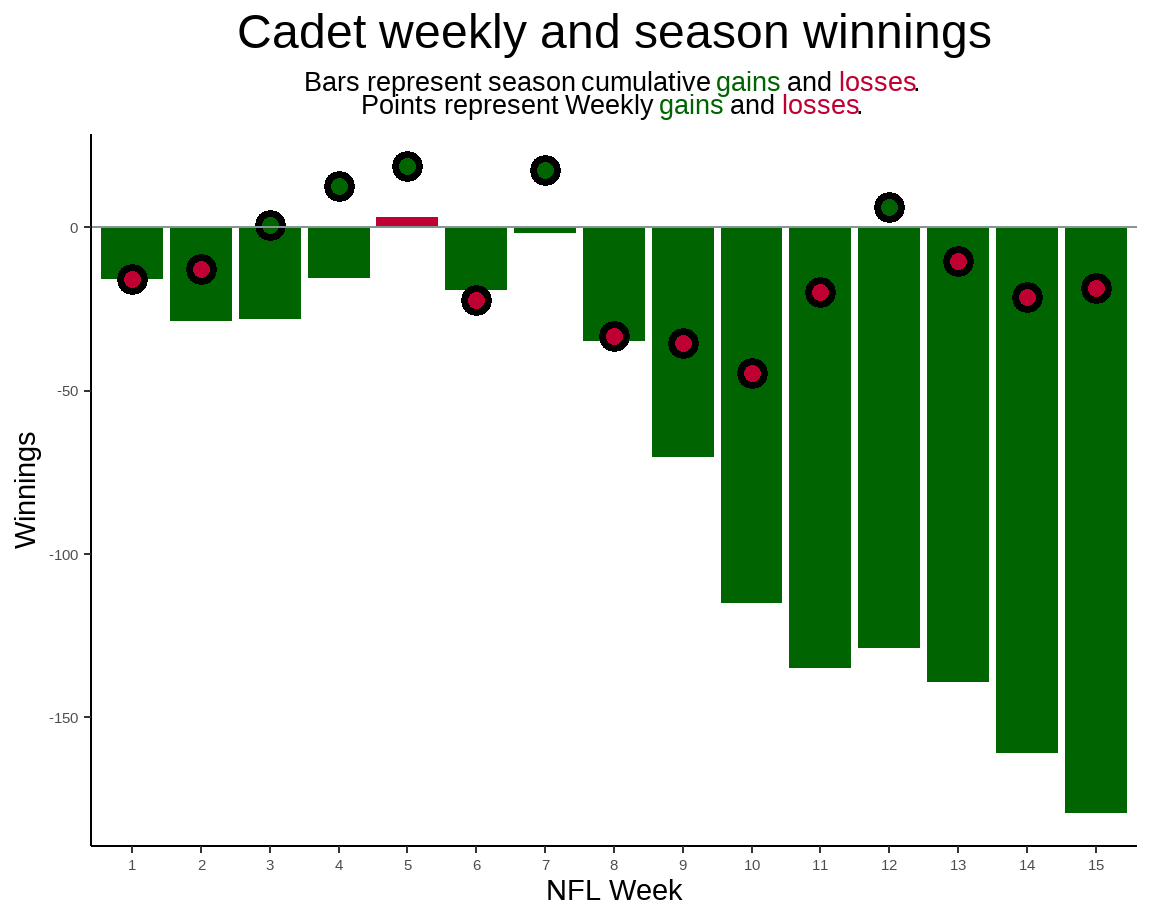 Cadet weekly and season winnings
Bars represent season cumulative gains and losses.
Points represent Weekly gains and losses.
Winnings
0
-50
-100
-150
1 2 3 4 5 6 7 8 9 10 11 12 13 14 15
NFL Week